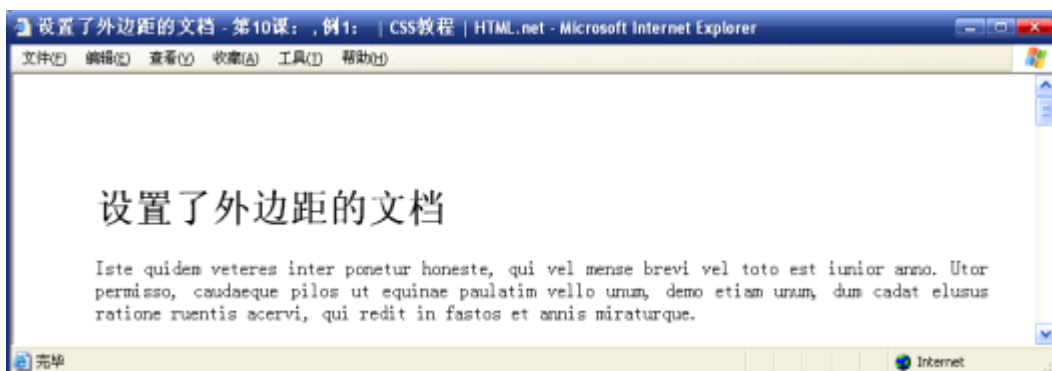 设置了外边距的文档 - 第10课: ,例1: | CSS教程 | HTML.net - Microsoft Internet Explorer
文件(F) 编辑(E) 查看(V) 收藏(A) 工具(T) 帮助(H)
设置了外边距的文档
Iste quidem veteres inter ponetur honeste, qui vel mense brevi vel toto est iunior anno. Utor
permisso, caudaeque pilos ut equinae paulatim vello unum, demo etiam unum, dum cadat elusus
ratione ruentis acervi, qui redit in fastos et annis miraturque.
完毕 Internet